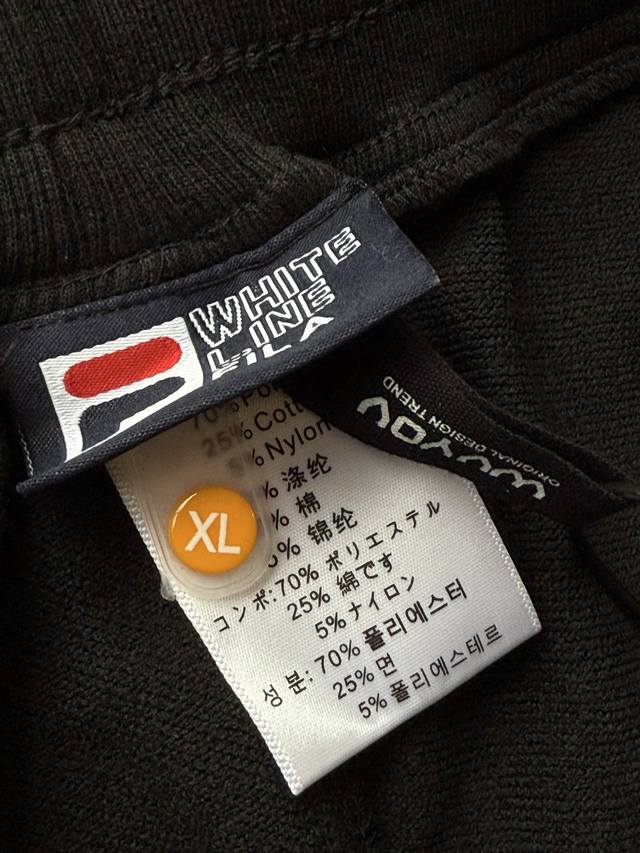 WHITE
LINE
FILA
WUYOU
ORIGINAL DESIGN TREND
XL
70%
25% Cott
% Nylon
% 涤纶
% 棉
% 锦纶
コンポ:70% ポリエステル
25% 綿です
5% ナイロン
성분: 70% 폴리에스터
25% 면
5% 폴리에스테르